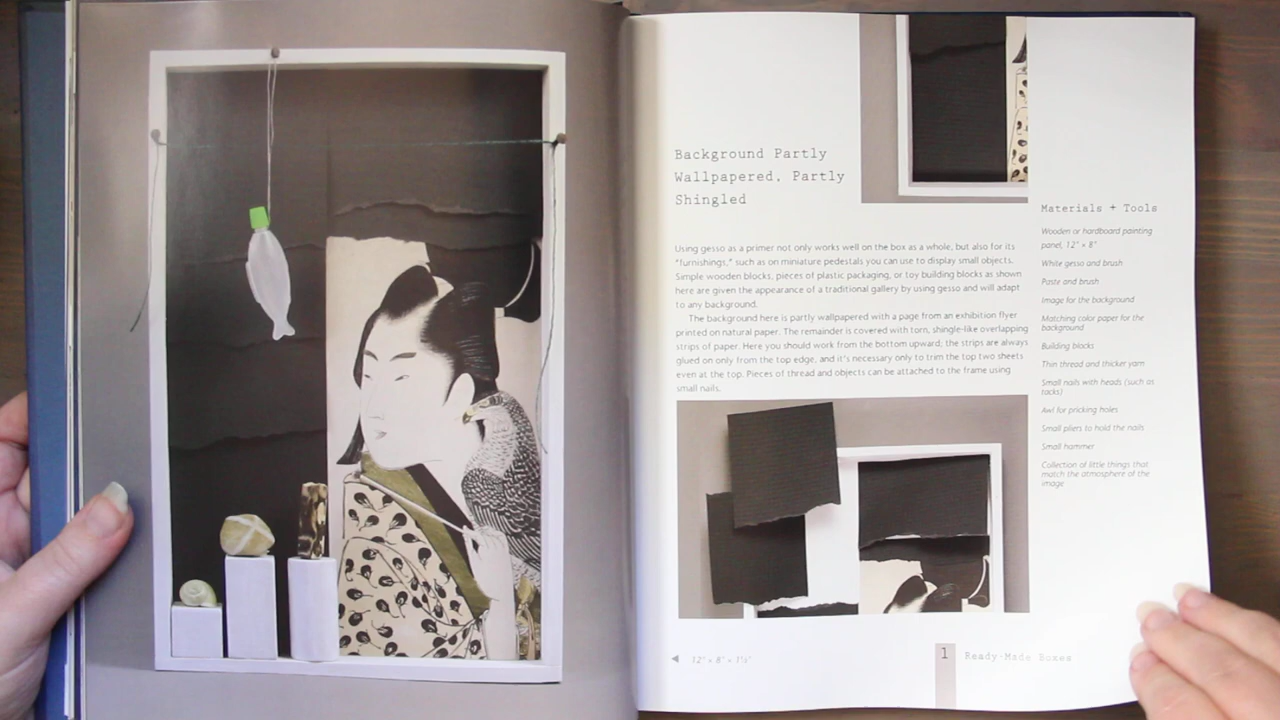 Background Partly
Wallpapered, Partly
Shingled
Using gesso as a primer not only works well on the box as a whole, but also for its
"furnishings," such as on miniature pedestals you can use to display small objects.
Simple wooden blocks, pieces of plastic packaging, or toy building blocks as shown
here are given the appearance of a traditional gallery by using gesso and will adapt
to any background.
The background here is partly wallpapered with a page from an exhibition flyer
printed on natural paper. The remainder is covered with torn, shingle-like overlapping
strips of paper. Here you should work from the bottom upward; the strips are always
glued on only from the top edge, and it's necessary only to trim the top two sheets
even at the top. Pieces of thread and objects can be attached to the frame using
small nails.
Materials + Tools
Wooden or hardboard painting
panel, 12" × 8"
White gesso and brush
Paste and brush
Image for the background
Matching color paper for the
background
Building blocks
Thin thread and thicker yarn
Small nails with heads (such as
tacks)
Awl for pricking holes
Small pliers to hold the nails
Small hammer
Collection of little things that
match the atmosphere of the
image
◀ 12" × 8" ×
1 Ready-Made Boxes